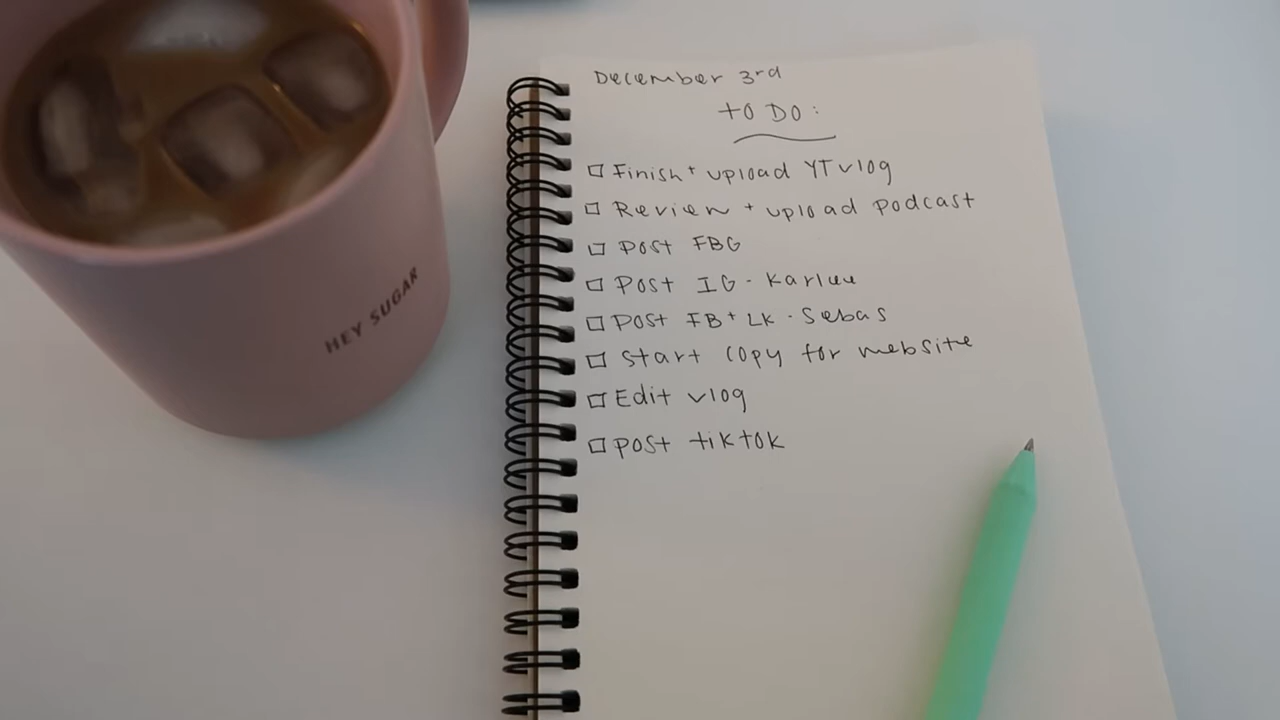 HEY SUGAR
December 3rd
TO DO:
Finish + upload YT vlog
Review + upload podcast
Post FBG
Post IG - Karlee
Post FB + LK - Sebas
Start copy for website
Edit vlog
post tiktok